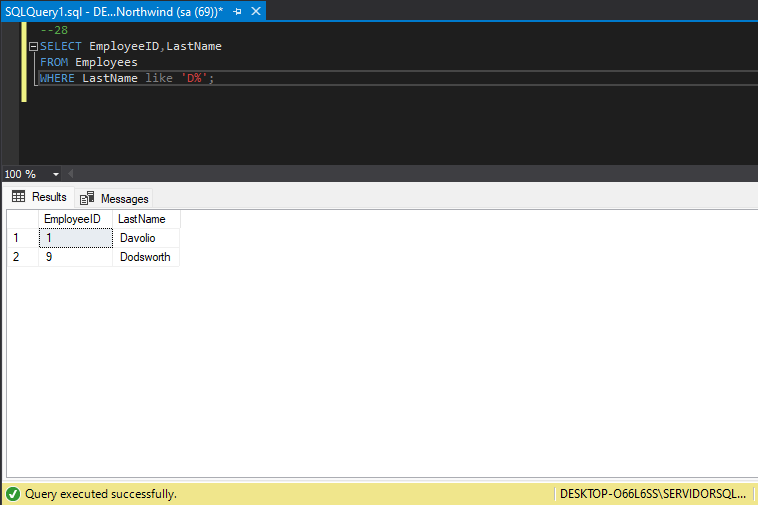 SQLQuery1.sql - DE...Northwind (sa (69))*
--28
SELECT EmployeeID,LastName
FROM Employees
WHERE LastName like 'D%';
100 %
Results Messages
EmployeeID LastName
1 1 Davolio
2 9 Dodsworth
Query executed successfully. DESKTOP-O66L6SS\SERVIDORSQL...